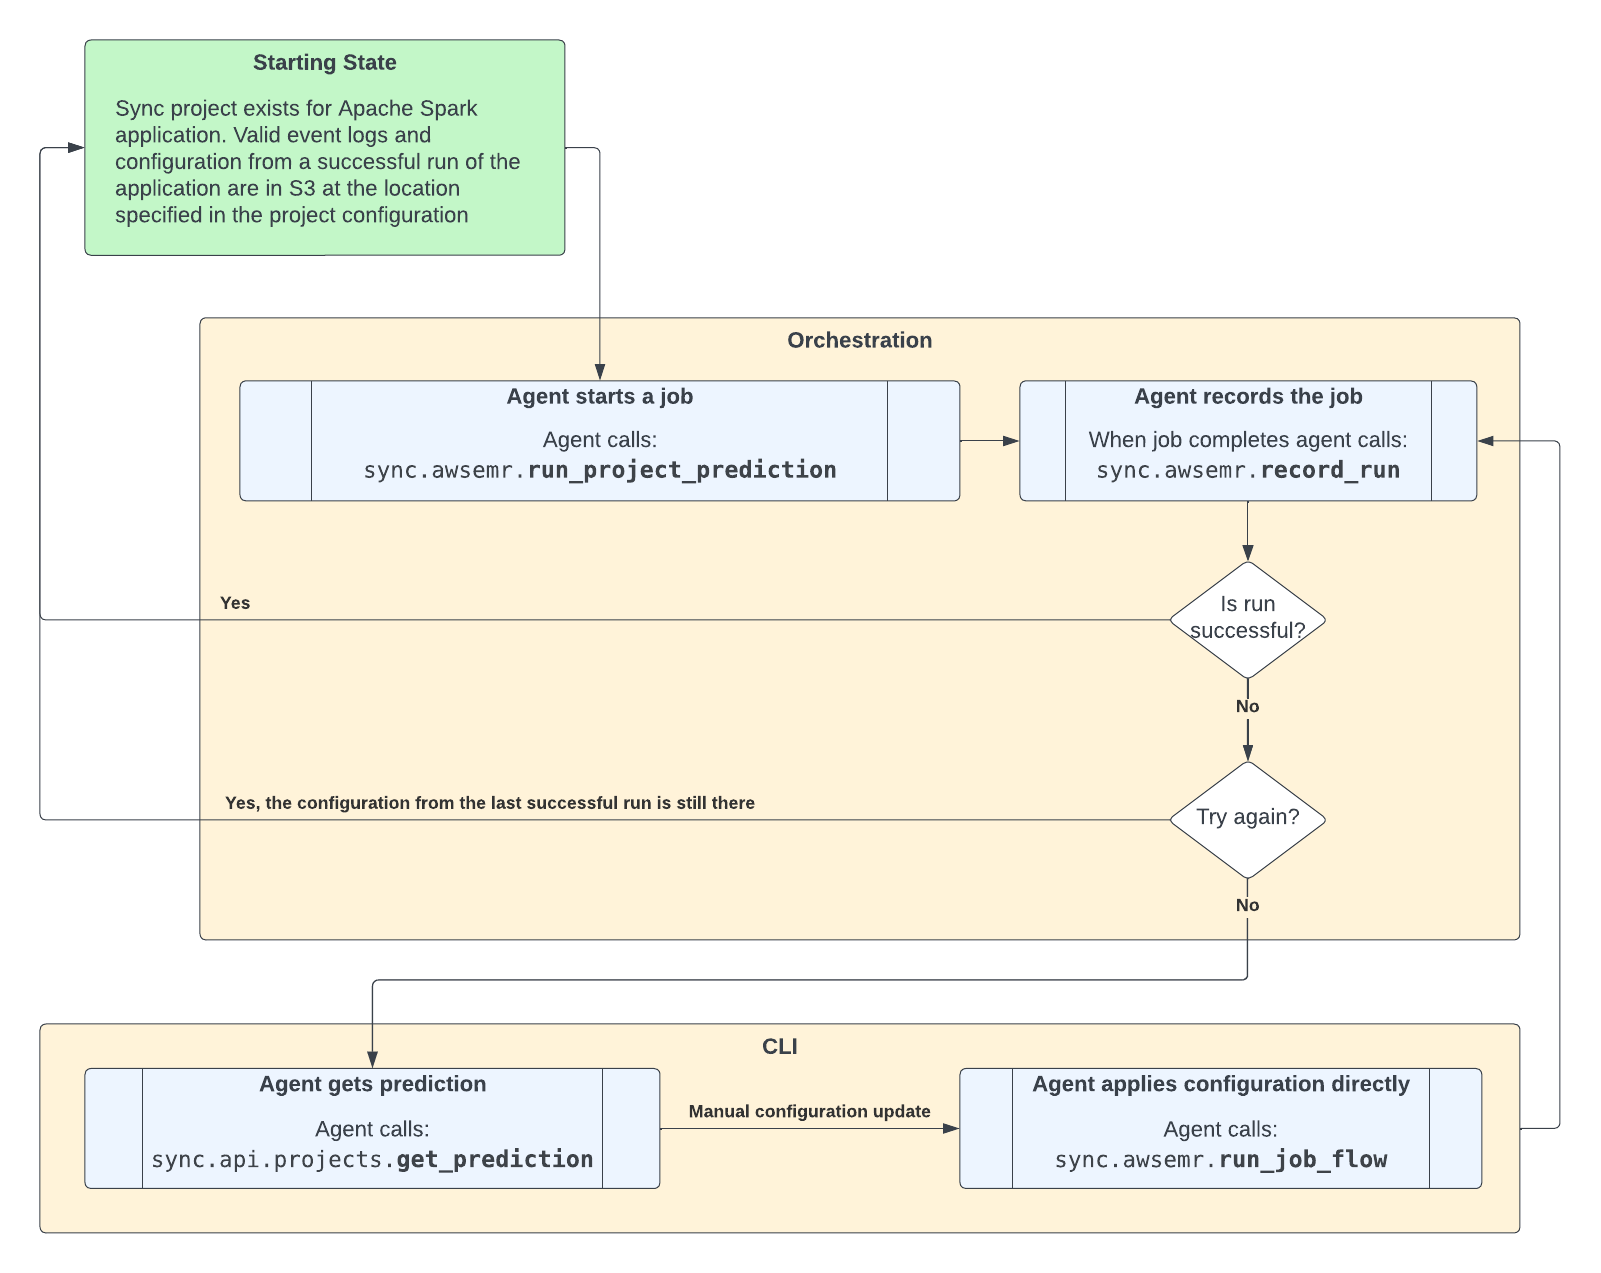 Starting State
Sync project exists for Apache Spark
application. Valid event logs and
configuration from a successful run of the
application are in S3 at the location
specified in the project configuration
Orchestration
Agent starts a job
Agent calls:
sync.awsemr.run_project_prediction
Agent records the job
When job completes agent calls:
sync.awsemr.record_run
Is run
successful?
Yes
No
Try again?
Yes, the configuration from the last successful run is still there
No
CLI
Agent gets prediction
Agent calls:
sync.api.projects.get_prediction
Manual configuration update
Agent applies configuration directly
Agent calls:
sync.awsemr.run_job_flow